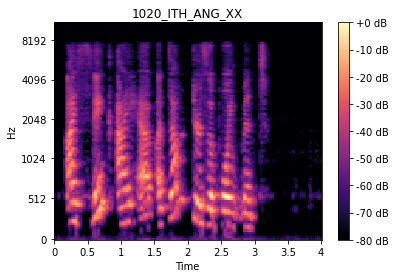 1020_ITH_ANG_XX
+0 dB
8192
-10 dB
4096
-20 dB
-30 dB
Hz
2048
-40 dB
1024
-50 dB
-60 dB
512
-70 dB
0
-80 dB
0 0.5 1 1.5 2 2.5 3 3.5 4
Time